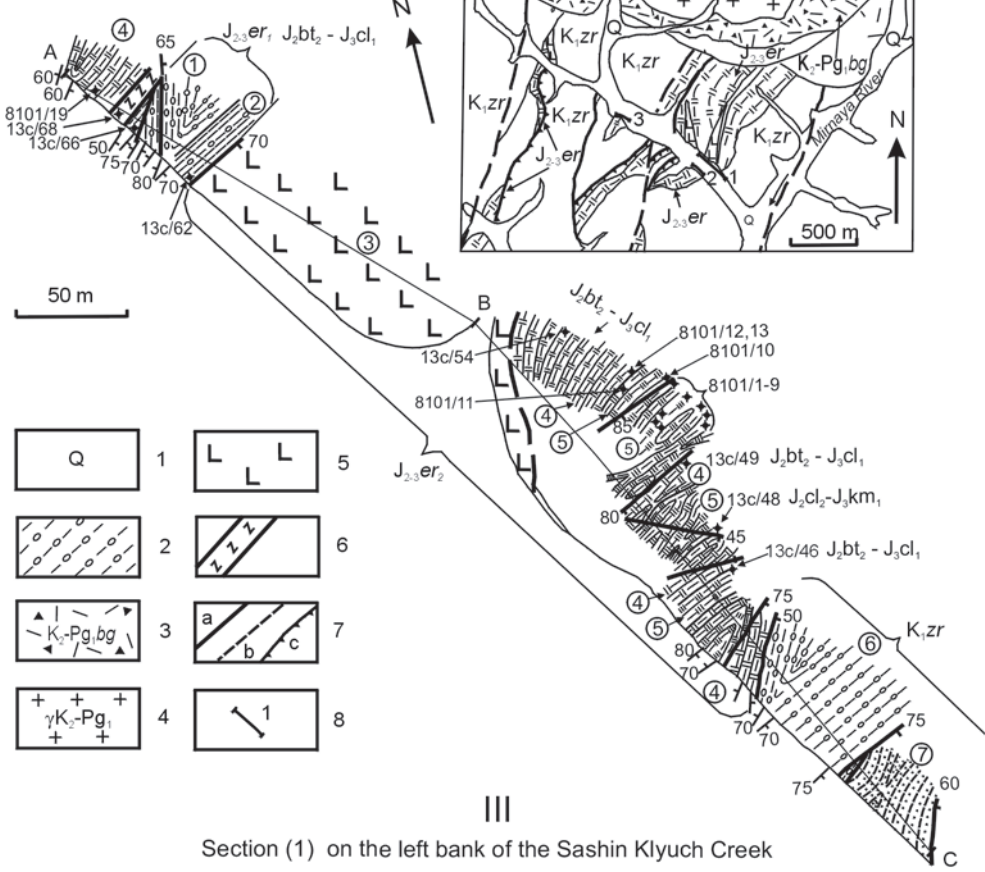 N
A
④
65
J₂₋₃er₁ J₂bt₂ - J₃cl₁
①
②
60
60
8101/19
13c/68
13c/66
50
75
70
80
70
70
13c/62
③
50 m
K₁zr
Q
K₁zr
J₂₋₃er
K₂-Pg₁bg
Q
K₁zr
K₁zr
3
K₁zr
Mirnaya River
N
J₂₋₃er
2
1
J₂₋₃er
Q
500 m
B
J₂bt₂ - J₃cl₁
13c/54
8101/12,13
8101/10
8101/11
8101/1-9
④
85
⑤
⑤
13c/49 J₂bt₂ - J₃cl₁
④
⑤
13c/48 J₂cl₂-J₃km₁
80
45
13c/46 J₂bt₂ - J₃cl₁
J₂₋₃er₂
④
⑤
75
50
80
70
④
70
70
⑥
K₁zr
75
75
⑦
60
C
Q 1
L L L 5
2
z z z 6
K₂-Pg₁bg 3
a b c 7
γK₂-Pg₁ 4
1 8
III
Section (1) on the left bank of the Sashin Klyuch Creek